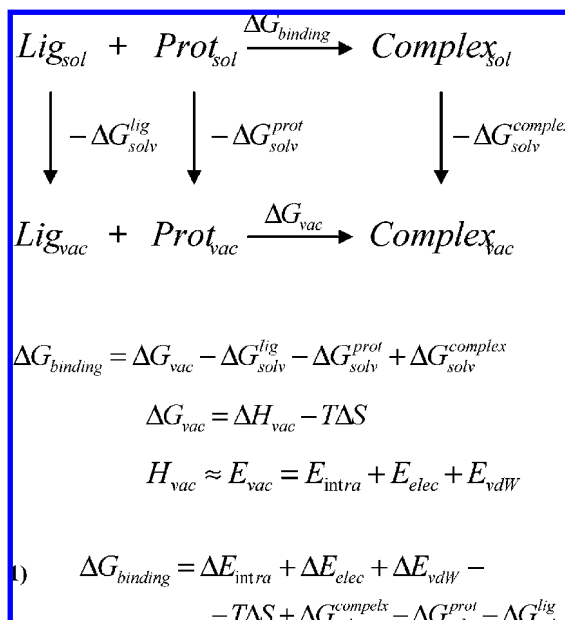 Lig_sol + Prot_sol ΔG_binding Complex_sol
-ΔG_solv^lig -ΔG_solv^prot -ΔG_solv^complex
Lig_vac + Prot_vac ΔG_vac Complex_vac
ΔG_binding = ΔG_vac - ΔG_solv^lig - ΔG_solv^prot + ΔG_solv^complex
ΔG_vac = ΔH_vac - TΔS
H_vac ≈ E_vac = E_intra + E_elec + E_vdW
1) ΔG_binding = ΔE_intra + ΔE_elec + ΔE_vdW -
- TΔS + ΔG^compelx - ΔG^prot - ΔG^lig